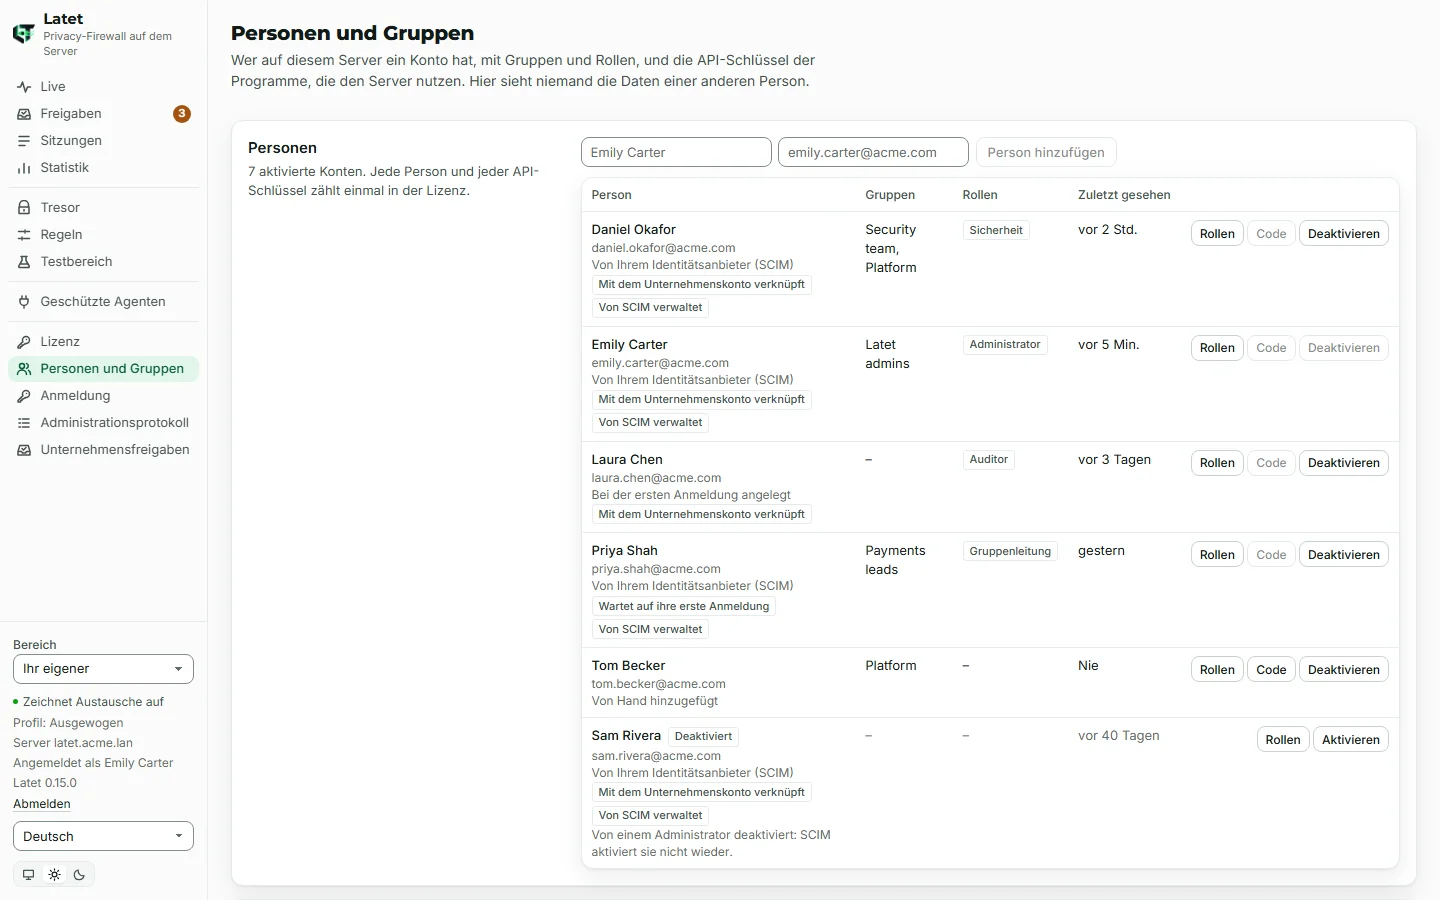 Latet
Privacy-Firewall auf dem
Server
Live
Freigaben 3
Sitzungen
Statistik
Tresor
Regeln
Testbereich
Geschützte Agenten
Lizenz
Personen und Gruppen
Anmeldung
Administrationsprotokoll
Unternehmensfreigaben
Bereich
Ihr eigener
Zeichnet Austausche auf
Profil: Ausgewogen
Server latet.acme.lan
Angemeldet als Emily Carter
Latet 0.15.0
Abmelden
Deutsch
Personen und Gruppen
Wer auf diesem Server ein Konto hat, mit Gruppen und Rollen, und die API-Schlüssel der
Programme, die den Server nutzen. Hier sieht niemand die Daten einer anderen Person.
Personen
7 aktivierte Konten. Jede Person und jeder API-
Schlüssel zählt einmal in der Lizenz.
Emily Carter emily.carter@acme.com Person hinzufügen
Person Gruppen Rollen Zuletzt gesehen
Daniel Okafor
daniel.okafor@acme.com
Von Ihrem Identitätsanbieter (SCIM)
Mit dem Unternehmenskonto verknüpft
Von SCIM verwaltet
Security
team,
Platform
Sicherheit
vor 2 Std.
Rollen Code Deaktivieren
Emily Carter
emily.carter@acme.com
Von Ihrem Identitätsanbieter (SCIM)
Mit dem Unternehmenskonto verknüpft
Von SCIM verwaltet
Latet
admins
Administrator
vor 5 Min.
Rollen Code Deaktivieren
Laura Chen
laura.chen@acme.com
Bei der ersten Anmeldung angelegt
Mit dem Unternehmenskonto verknüpft
–
Auditor
vor 3 Tagen
Rollen Code Deaktivieren
Priya Shah
priya.shah@acme.com
Von Ihrem Identitätsanbieter (SCIM)
Wartet auf ihre erste Anmeldung
Von SCIM verwaltet
Payments
leads
Gruppenleitung
gestern
Rollen Code Deaktivieren
Tom Becker
tom.becker@acme.com
Von Hand hinzugefügt
Platform
–
Nie
Rollen Code Deaktivieren
Sam Rivera Deaktiviert
sam.rivera@acme.com
Von Ihrem Identitätsanbieter (SCIM)
Mit dem Unternehmenskonto verknüpft
Von SCIM verwaltet
Von einem Administrator deaktiviert: SCIM
aktiviert sie nicht wieder.
–
–
vor 40 Tagen
Rollen Aktivieren